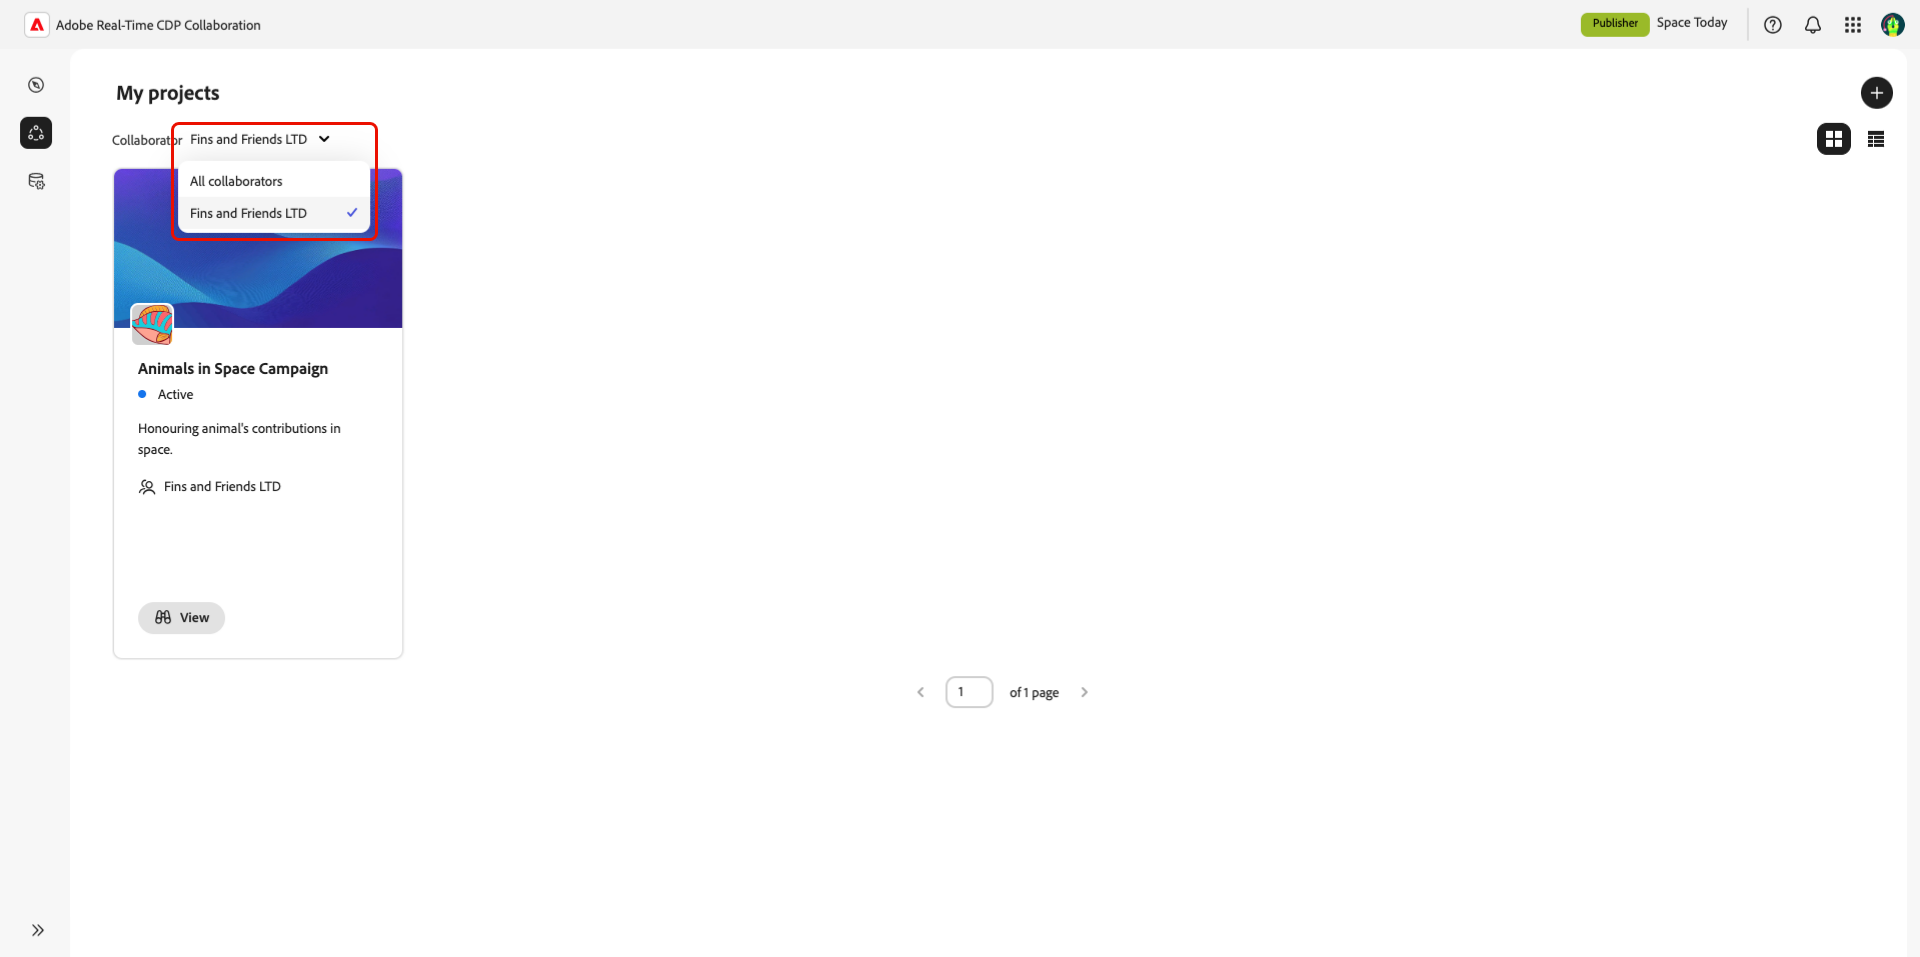 Adobe Real-Time CDP Collaboration
Publisher
Space Today
My projects
Collaborator
Fins and Friends LTD
All collaborators
Fins and Friends LTD
Animals in Space Campaign
Active
Honouring animal's contributions in
space.
Fins and Friends LTD
View
1
of 1 page